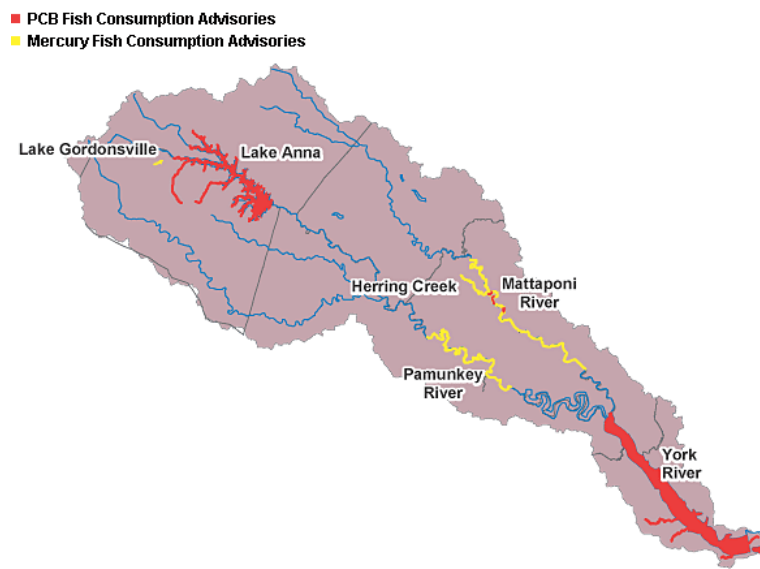 PCB Fish Consumption Advisories
Mercury Fish Consumption Advisories
Lake Gordonsville
Lake Anna
Herring Creek
Mattaponi
River
Pamunkey
River
York
River